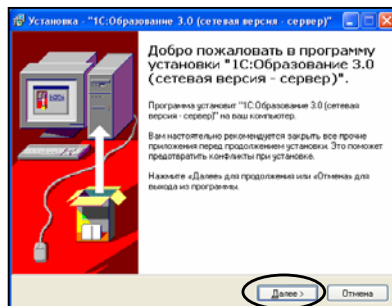 Установка - "1С:Образование 3.0 (сетевая версия - сервер)"
Добро пожаловать в программу
установки "1С:Образование 3.0
(сетевая версия - сервер)".
Программа установит "1С:Образование 3.0 (сетевая
версия - сервер)" на ваш компьютер.
Вам настоятельно рекомендуется закрыть все прочие
приложения перед продолжением установки. Это поможет
предотвратить конфликты при установке.
Нажмите «Далее» для продолжения или «Отмена» для
выхода из программы.
Далее >
Отмена